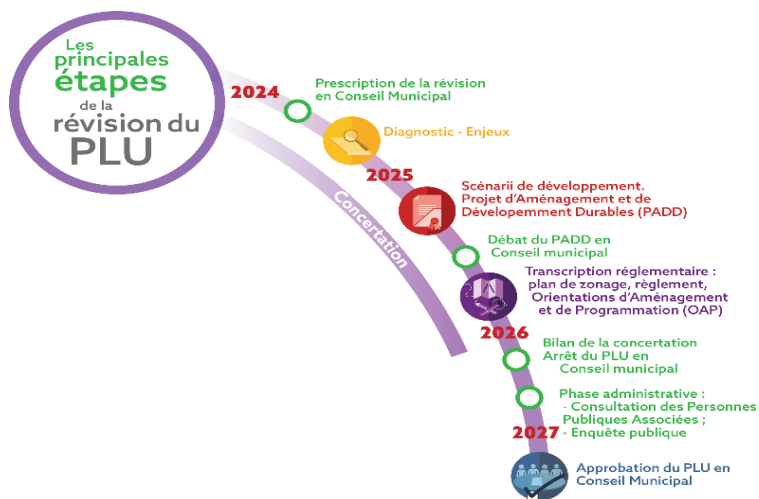 Les
principales
étapes
de la
révision du
PLU
2024
Prescription de la révision
en Conseil Municipal
Diagnostic - Enjeux
2025
Scénarii de développement.
Projet d'Aménagement et de
Dévelopemment Durables (PADD)
Concertation
Débat du PADD en
Conseil municipal
Transcription réglementaire :
plan de zonage, règlement,
Orientations d'Aménagement
et de Programmation (OAP)
2026
Bilan de la concertation
Arrêt du PLU en
Conseil municipal
Phase administrative :
- Consultation des Personnes
Publiques Associées ;
- Enquête publique
2027
Approbation du PLU en
Conseil Municipal